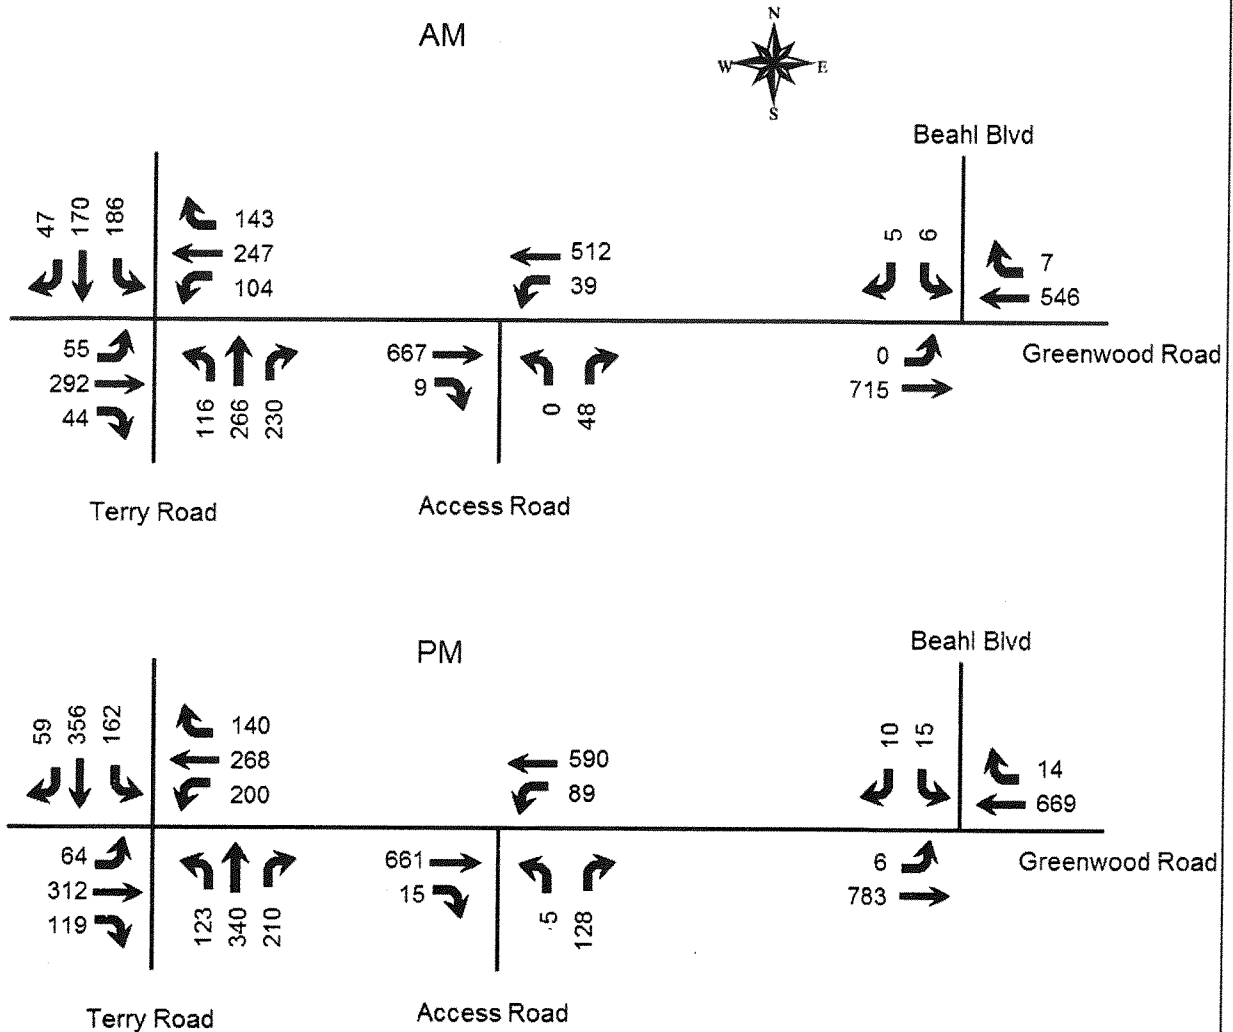 AM
N
W E
S
Beahl Blvd
47 170 186
143
247
104
512
39
5 6
7
546
55
292
44
116 266 230
667
9
0 48
0
715
Greenwood Road
Terry Road
Access Road
PM
Beahl Blvd
59 356 162
140
268
200
590
89
10 15
14
669
64
312
119
123 340 210
661
15
5 128
6
783
Greenwood Road
Terry Road
Access Road